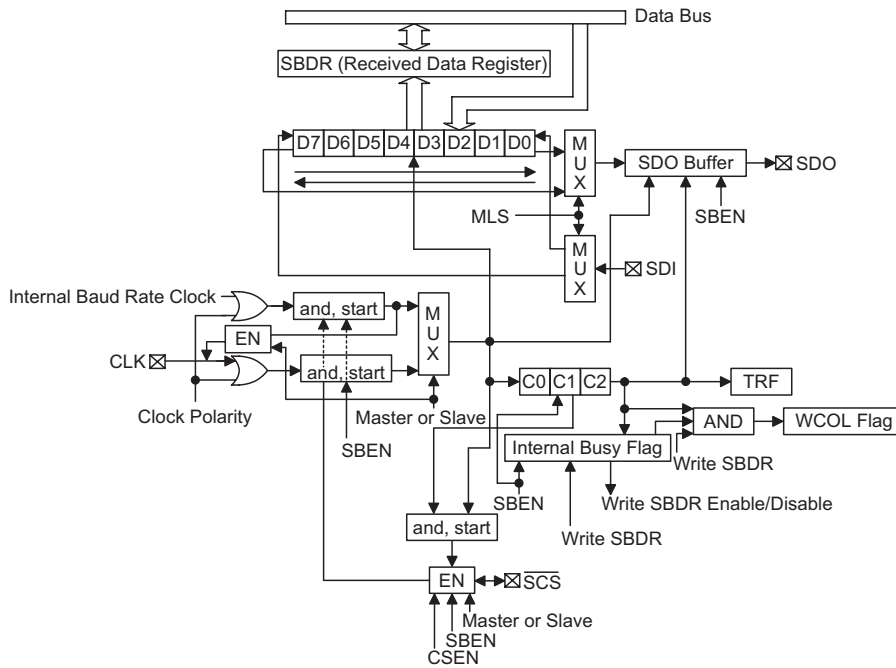 Data Bus
SBDR (Received Data Register)
D7 D6 D5 D4 D3 D2 D1 D0
MUX
SDO Buffer
SDO
MLS
SBEN
MUX
SDI
Internal Baud Rate Clock
and, start
MUX
EN
CLK
and, start
C0 C1 C2
TRF
Clock Polarity
Master or Slave
AND
WCOL Flag
SBEN
Internal Busy Flag
Write SBDR
SBEN
Write SBDR Enable/Disable
and, start
Write SBDR
EN
SCS
Master or Slave
SBEN
CSEN